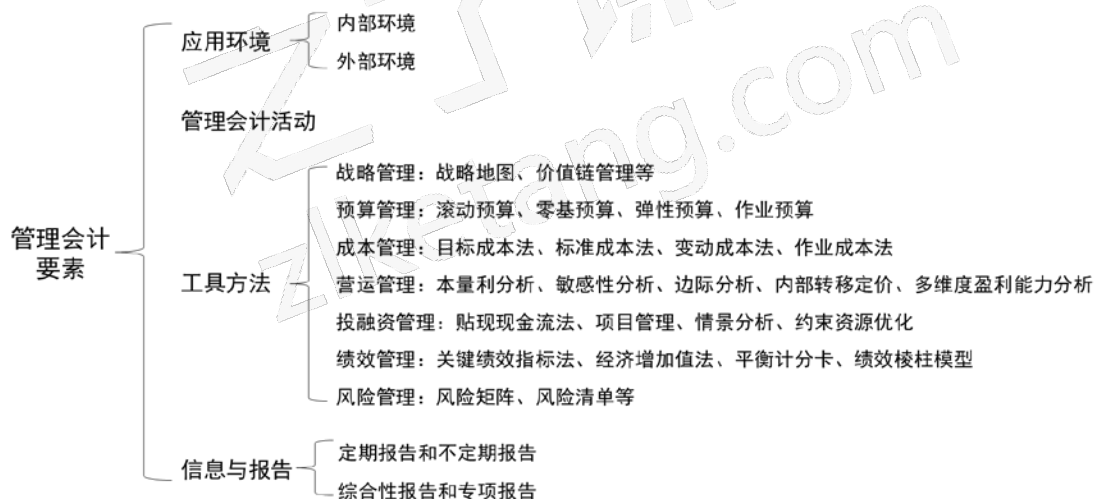 内部环境
应用环境
外部环境
管理会计活动
战略管理：战略地图、价值链管理等
预算管理：滚动预算、零基预算、弹性预算、作业预算
成本管理：目标成本法、标准成本法、变动成本法、作业成本法
管理会计
要素
工具方法
营运管理：本量利分析、敏感性分析、边际分析、内部转移定价、多维度盈利能力分析
投融资管理：贴现现金流法、项目管理、情景分析、约束资源优化
绩效管理：关键绩效指标法、经济增加值法、平衡计分卡、绩效棱柱模型
风险管理：风险矩阵、风险清单等
定期报告和不定期报告
信息与报告
综合性报告和专项报告
zlketang.com